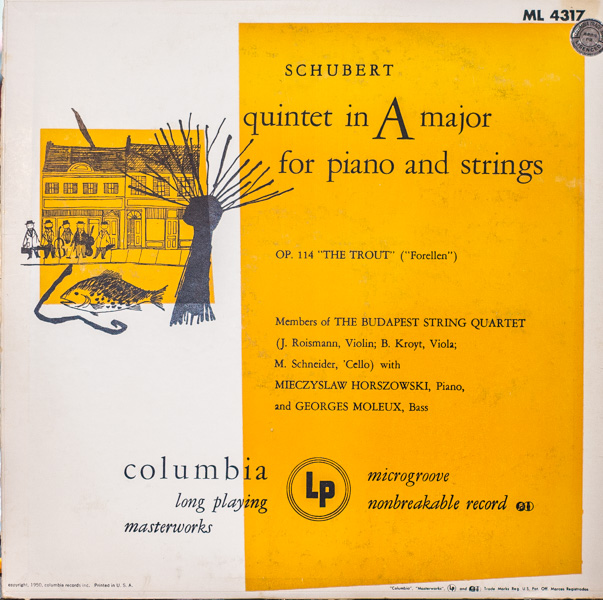 ML 4317
SCHUBERT
quintet in A major
for piano and strings
OP. 114 "THE TROUT" ("Forellen")
Members of THE BUDAPEST STRING QUARTET
(J. Roismann, Violin; B. Kroyt, Viola;
M. Schneider, 'Cello) with
MIECZYSLAW HORSZOWSKI, Piano,
and GEORGES MOLEUX, Bass
columbia
long playing
masterworks
LP
microgroove
nonbreakable record
copyright, 1950, columbia records inc. Printed in U. S. A.
"Columbia" "Masterworks", LP and Trade Marks Reg. U.S. Pat. Off. Marcas Registradas